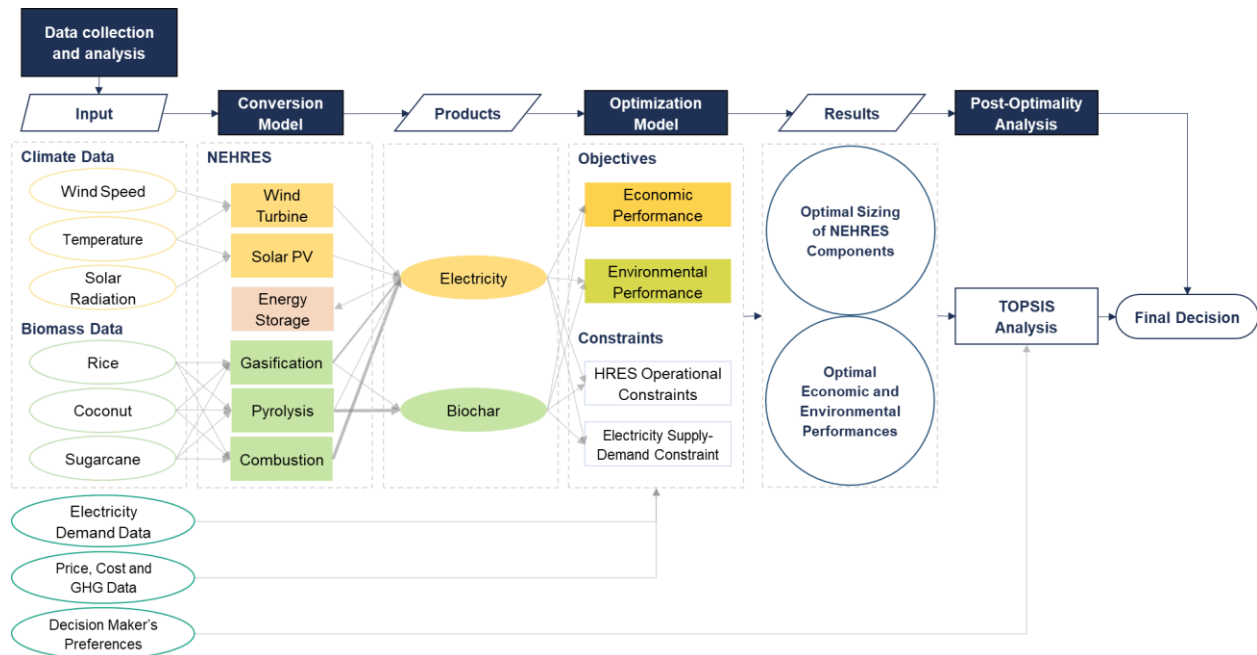 Data collection
and analysis
Input
Conversion
Model
Products
Optimization
Model
Results
Post-Optimality
Analysis
Climate Data
Wind Speed
Temperature
Solar
Radiation
Biomass Data
Rice
Coconut
Sugarcane
NEHRES
Wind
Turbine
Solar PV
Energy
Storage
Gasification
Pyrolysis
Combustion
Electricity
Biochar
Objectives
Economic
Performance
Environmental
Performance
Constraints
HRES Operational
Constraints
Electricity Supply-
Demand Constraint
Optimal Sizing
of NEHRES
Components
Optimal
Economic and
Environmental
Performances
TOPSIS
Analysis
Final Decision
Electricity
Demand Data
Price, Cost and
GHG Data
Decision Maker's
Preferences